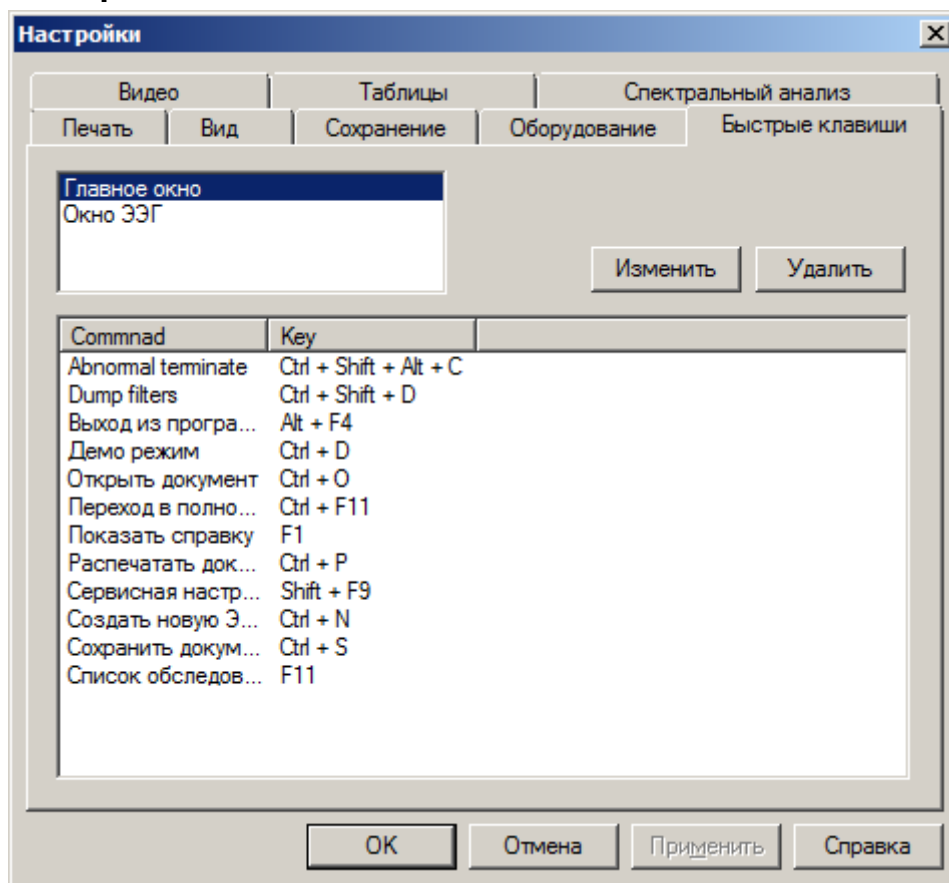 Настройки
Видео Таблицы Спектральный анализ
Печать Вид Сохранение Оборудование Быстрые клавиши
Главное окно
Окно ЭЭГ
Изменить Удалить
Commnad Key
Abnormal terminate Ctrl + Shift + Alt + C
Dump filters Ctrl + Shift + D
Выход из програ... Alt + F4
Демо режим Ctrl + D
Открыть документ Ctrl + O
Переход в полно... Ctrl + F11
Показать справку F1
Распечатать док... Ctrl + P
Сервисная настр... Shift + F9
Создать новую Э... Ctrl + N
Сохранить докум... Ctrl + S
Список обследов... F11
OK Отмена Применить Справка